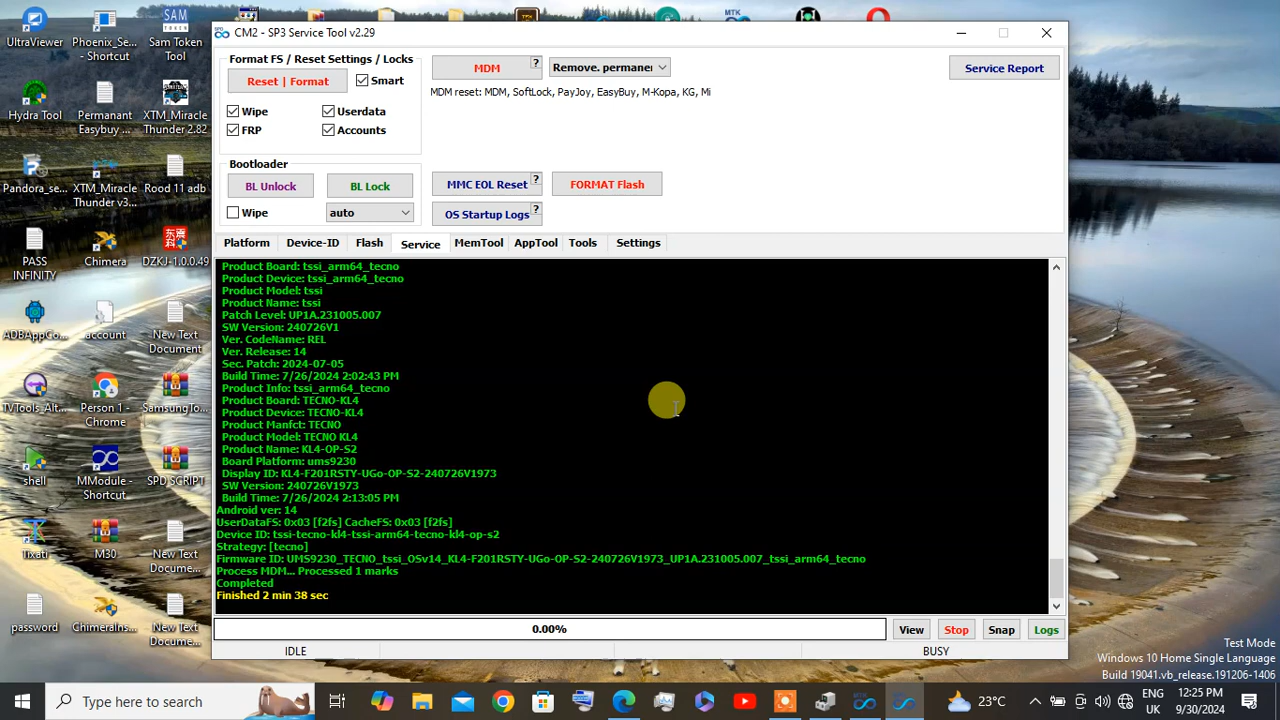 UltraViewer
Phoenix_Se...
- Shortcut
Sam Token
Tool
Hydra Tool
Permanant
Easybuy ...
XTM_Miracle
Thunder 2.82
Pandora_se...
XTM_Miracle
Thunder v3...
Rood 11 adb
PASS
INFINITY
Chimera
DZKJ-1.0.0.49
ADBAppCo...
account
New Text
Document
TVTools_Alt...
Person 1 -
Chrome
SamsungTo...
shell
MModule -
Shortcut
SPD SCRIPT
Tixati
M30
New Text
Docume...
password
Chimeralns...
New Text
Docume...
SAM
TOKEN
MTK
CM2 - SP3 Service Tool v2.29
Format FS / Reset Settings / Locks
Reset | Format
Smart
Wipe
Userdata
FRP
Accounts
MDM
?
Remove. permaner
Service Report
MDM reset: MDM, SoftLock, PayJoy, EasyBuy, M-Kopa, KG, Mi
Bootloader
BL Unlock
BL Lock
Wipe
auto
MMC EOL Reset
?
FORMAT Flash
OS Startup Logs
?
Platform
Device-ID
Flash
Service
MemTool
AppTool
Tools
Settings
Product Board: tssi_arm64_tecno
Product Device: tssi_arm64_tecno
Product Model: tssi
Product Name: tssi
Patch Level: UP1A.231005.007
SW Version: 240726V1
Ver. CodeName: REL
Ver. Release: 14
Sec. Patch: 2024-07-05
Build Time: 7/26/2024 2:02:43 PM
Product Info: tssi_arm64_tecno
Product Board: TECNO-KL4
Product Device: TECNO-KL4
Product Manfct: TECNO
Product Model: TECNO KL4
Product Name: KL4-OP-S2
Board Platform: ums9230
Display ID: KL4-F201RSTY-UGo-OP-S2-240726V1973
SW Version: 240726V1973
Build Time: 7/26/2024 2:13:05 PM
Android ver: 14
UserDataFS: 0x03 [f2fs] CacheFS: 0x03 [f2fs]
Device ID: tssi-tecno-kl4-tssi-arm64-tecno-kl4-op-s2
Strategy: [tecno]
Firmware ID: UMS9230_TECNO_tssi_OSv14_KL4-F201RSTY-UGo-OP-S2-240726V1973_UP1A.231005.007_tssi_arm64_tecno
Process MDM... Processed 1 marks
Completed
Finished 2 min 38 sec
0.00%
View
Stop
Snap
Logs
IDLE
BUSY
Test Mode
Windows 10 Home Single Language
Build 19041.vb_release.191206-1406
Type here to search
23°C
ENG
UK
12:25 PM
9/30/2024